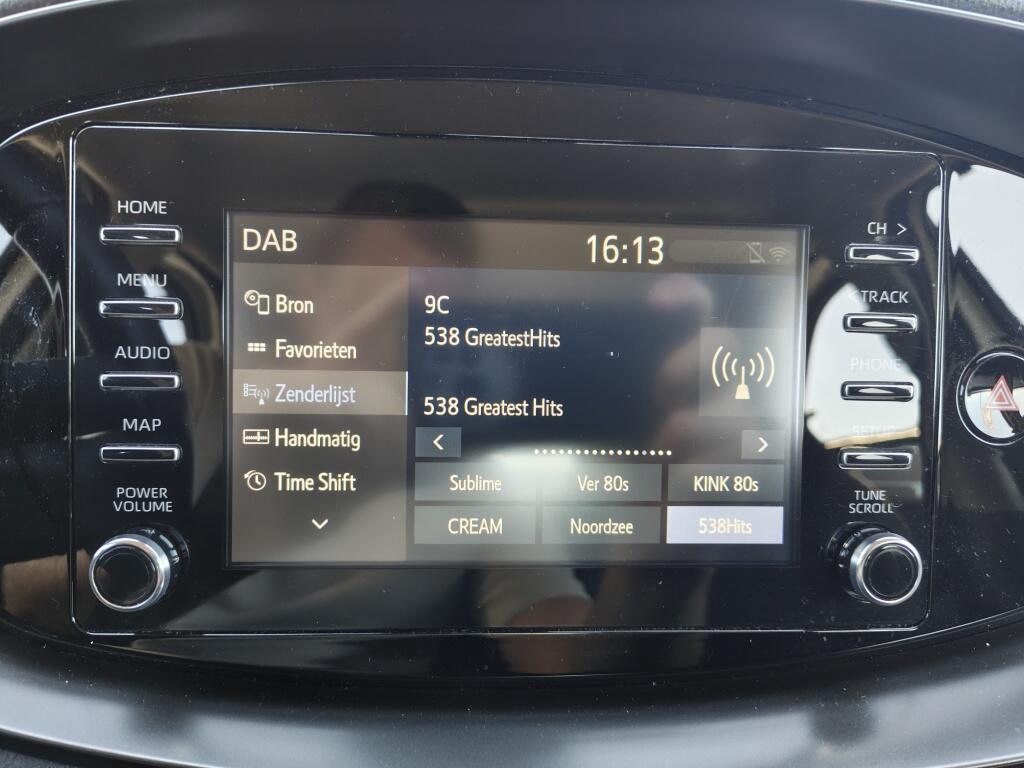 HOME
MENU
AUDIO
MAP
POWER
VOLUME
DAB
16:13
Bron
Favorieten
Zenderlijst
Handmatig
Time Shift
9C
538 GreatestHits
538 Greatest Hits
<
>
Sublime
Ver 80s
KINK 80s
CREAM
Noordzee
538Hits
CH >
< TRACK
PHONE
SETUP
TUNE
SCROLL